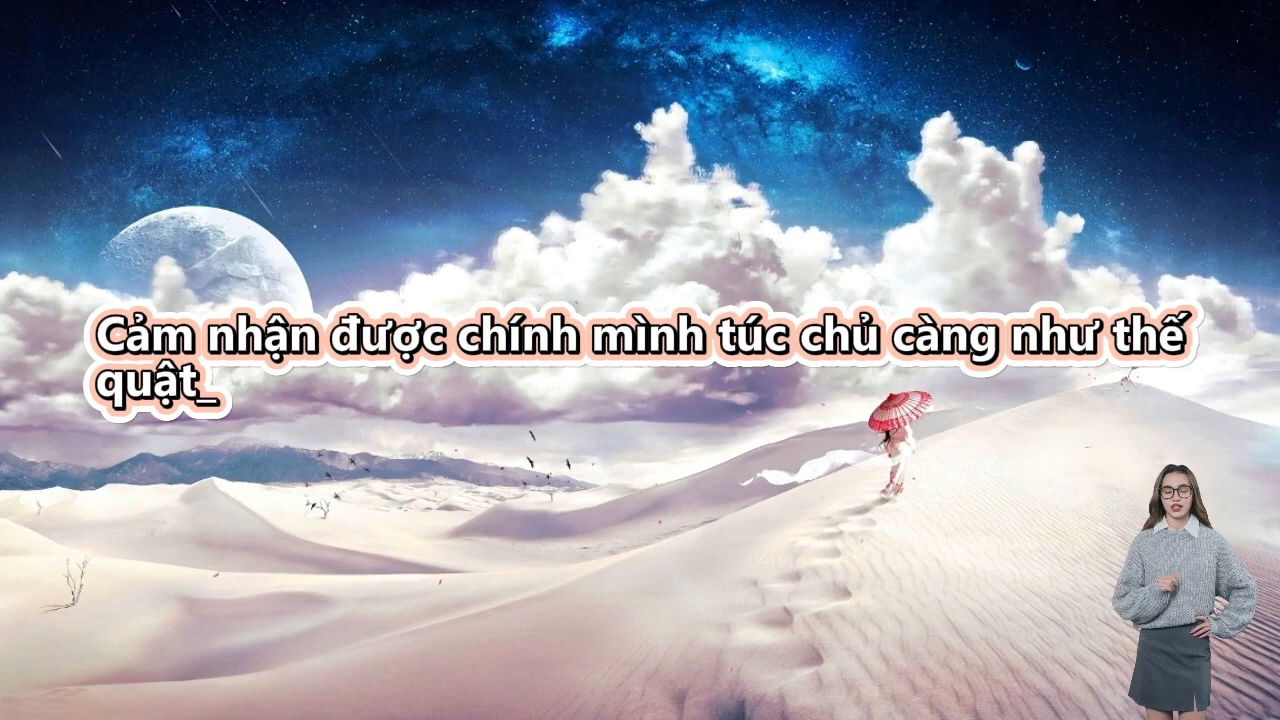 Cảm nhận được chính mình túc chủ càng như thế
quật_